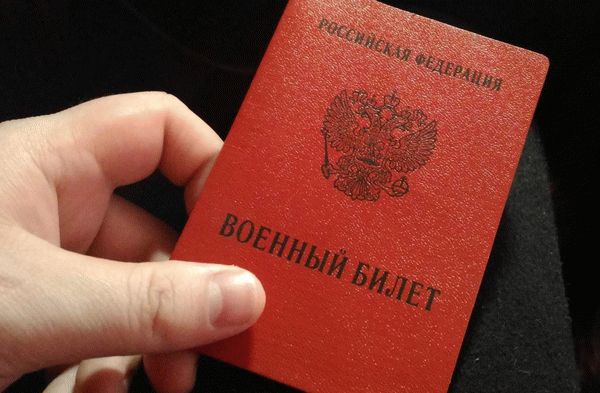 РОССИЙСКАЯ ФЕДЕРАЦИЯ
ВОЕННЫЙ БИЛЕТ